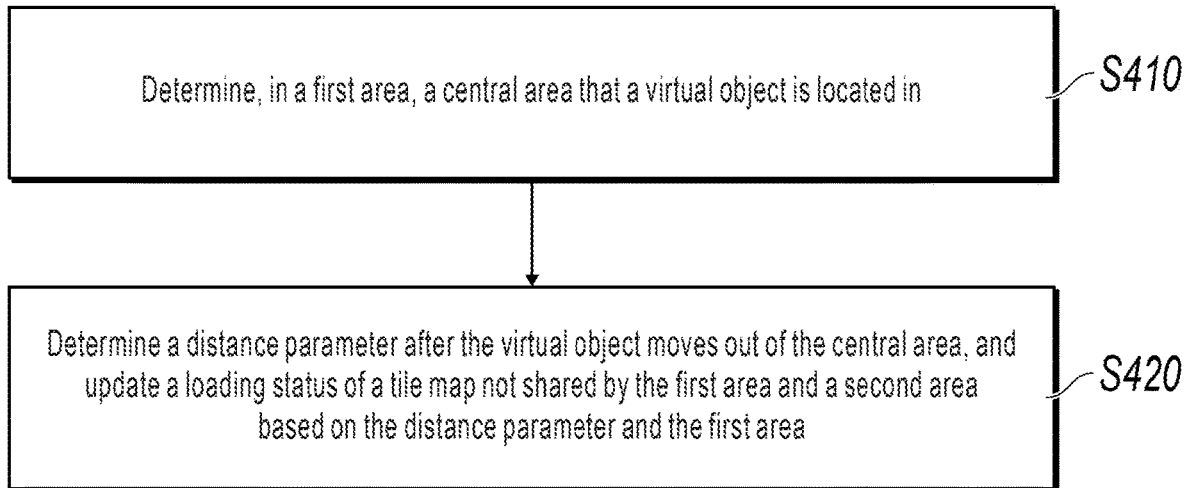 Determine, in a first area, a central area that a virtual object is located in
S410
Determine a distance parameter after the virtual object moves out of the central area, and
update a loading status of a tile map not shared by the first area and a second area
based on the distance parameter and the first area
S420